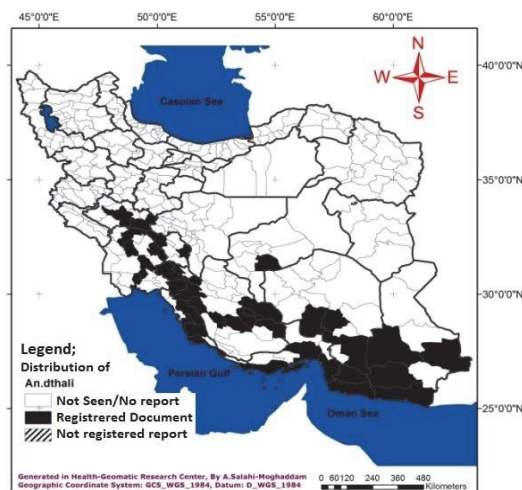 45°0'0"E 50°0'0"E 55°0'0"E 60°0'0"E
N
W E
S
40°0'0"N
35°0'0"N
30°0'0"N
25°0'0"N
Caspian Sea
Persian Gulf
Oman Sea
Legend;
Distribution of
An.dthali
Not Seen/No report
Registrered Document
Not registered report
Generated in Health-Geomatic Research Center, By A.Salahi-Moghaddam
Geographic Coordinate System: GCS_WGS_1984, Datum: D_WGS_1984
0 60120 240 360 480
Kilometers